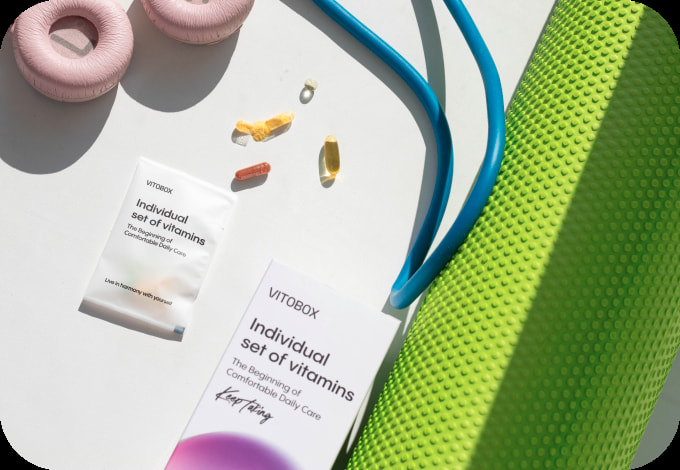 VITOBOX
Individual
set of vitamins
The Beginning of
Comfortable Daily Care
Live in harmony with yourself
VITOBOX
Individual
set of vitamins
The Beginning of
Comfortable Daily Care
Keep taking